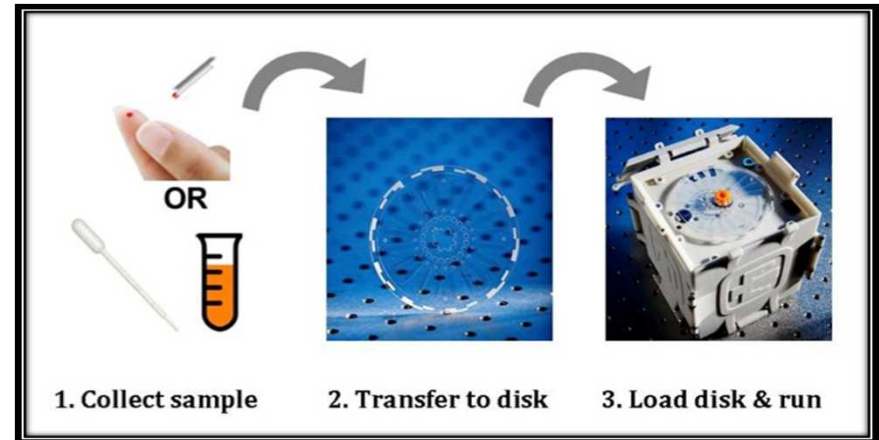 OR
1. Collect sample
2. Transfer to disk
3. Load disk & run